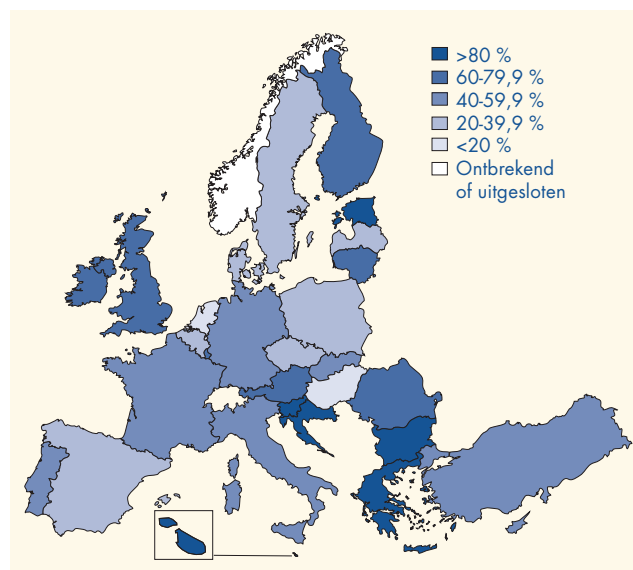 >80 %
60-79,9 %
40-59,9 %
20-39,9 %
<20 %
Ontbrekend
of uitgesloten